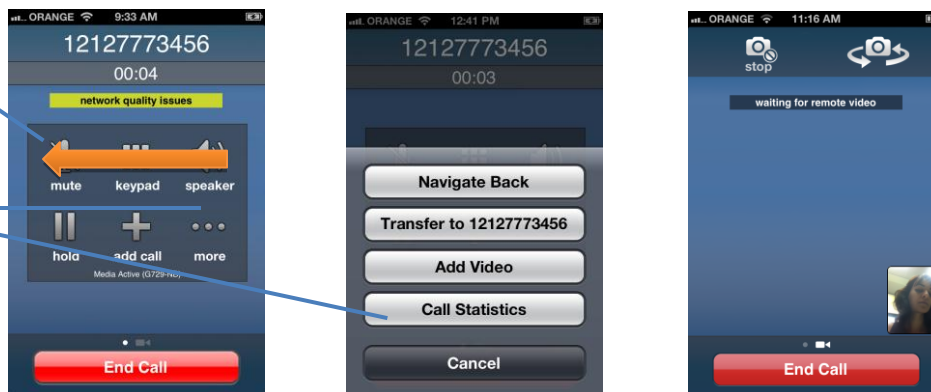 ORANGE 9:33 AM
12127773456
00:04
network quality issues
mute keypad speaker
hold add call more
Media Active (G729-NB)
End Call
ORANGE 12:41 PM
12127773456
00:03
Navigate Back
Transfer to 12127773456
Add Video
Call Statistics
Cancel
ORANGE 11:16 AM
stop
waiting for remote video
End Call